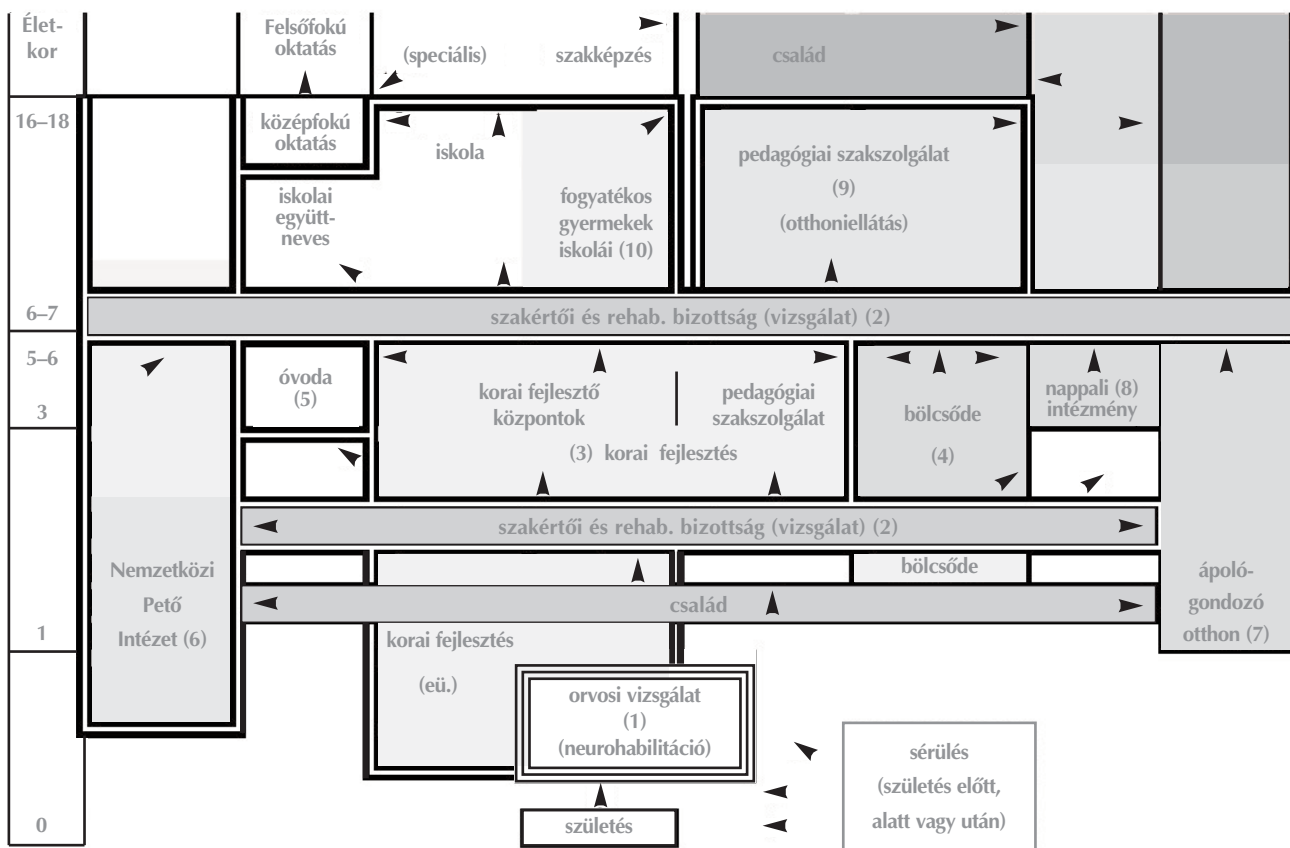 Élet-
kor
Felsőfokú
oktatás
(speciális)
szakképzés
család
16–18
középfokú
oktatás
iskola
iskolai
együtt-
neves
fogyatékos
gyermekek
iskolái (10)
pedagógiai szakszolgálat
(9)
(otthoniellátás)
6–7
szakértői és rehab. bizottság (vizsgálat) (2)
5–6
3
óvoda
(5)
korai fejlesztő
központok
pedagógiai
szakszolgálat
(3) korai fejlesztés
bölcsőde
(4)
nappali (8)
intézmény
szakértői és rehab. bizottság (vizsgálat) (2)
Nemzetközi
Pető
Intézet (6)
bölcsőde
ápoló-
gondozó
otthon (7)
család
1
korai fejlesztés
(eü.)
orvosi vizsgálat
(1)
(neurohabilitáció)
sérülés
(születés előtt,
alatt vagy után)
0
születés